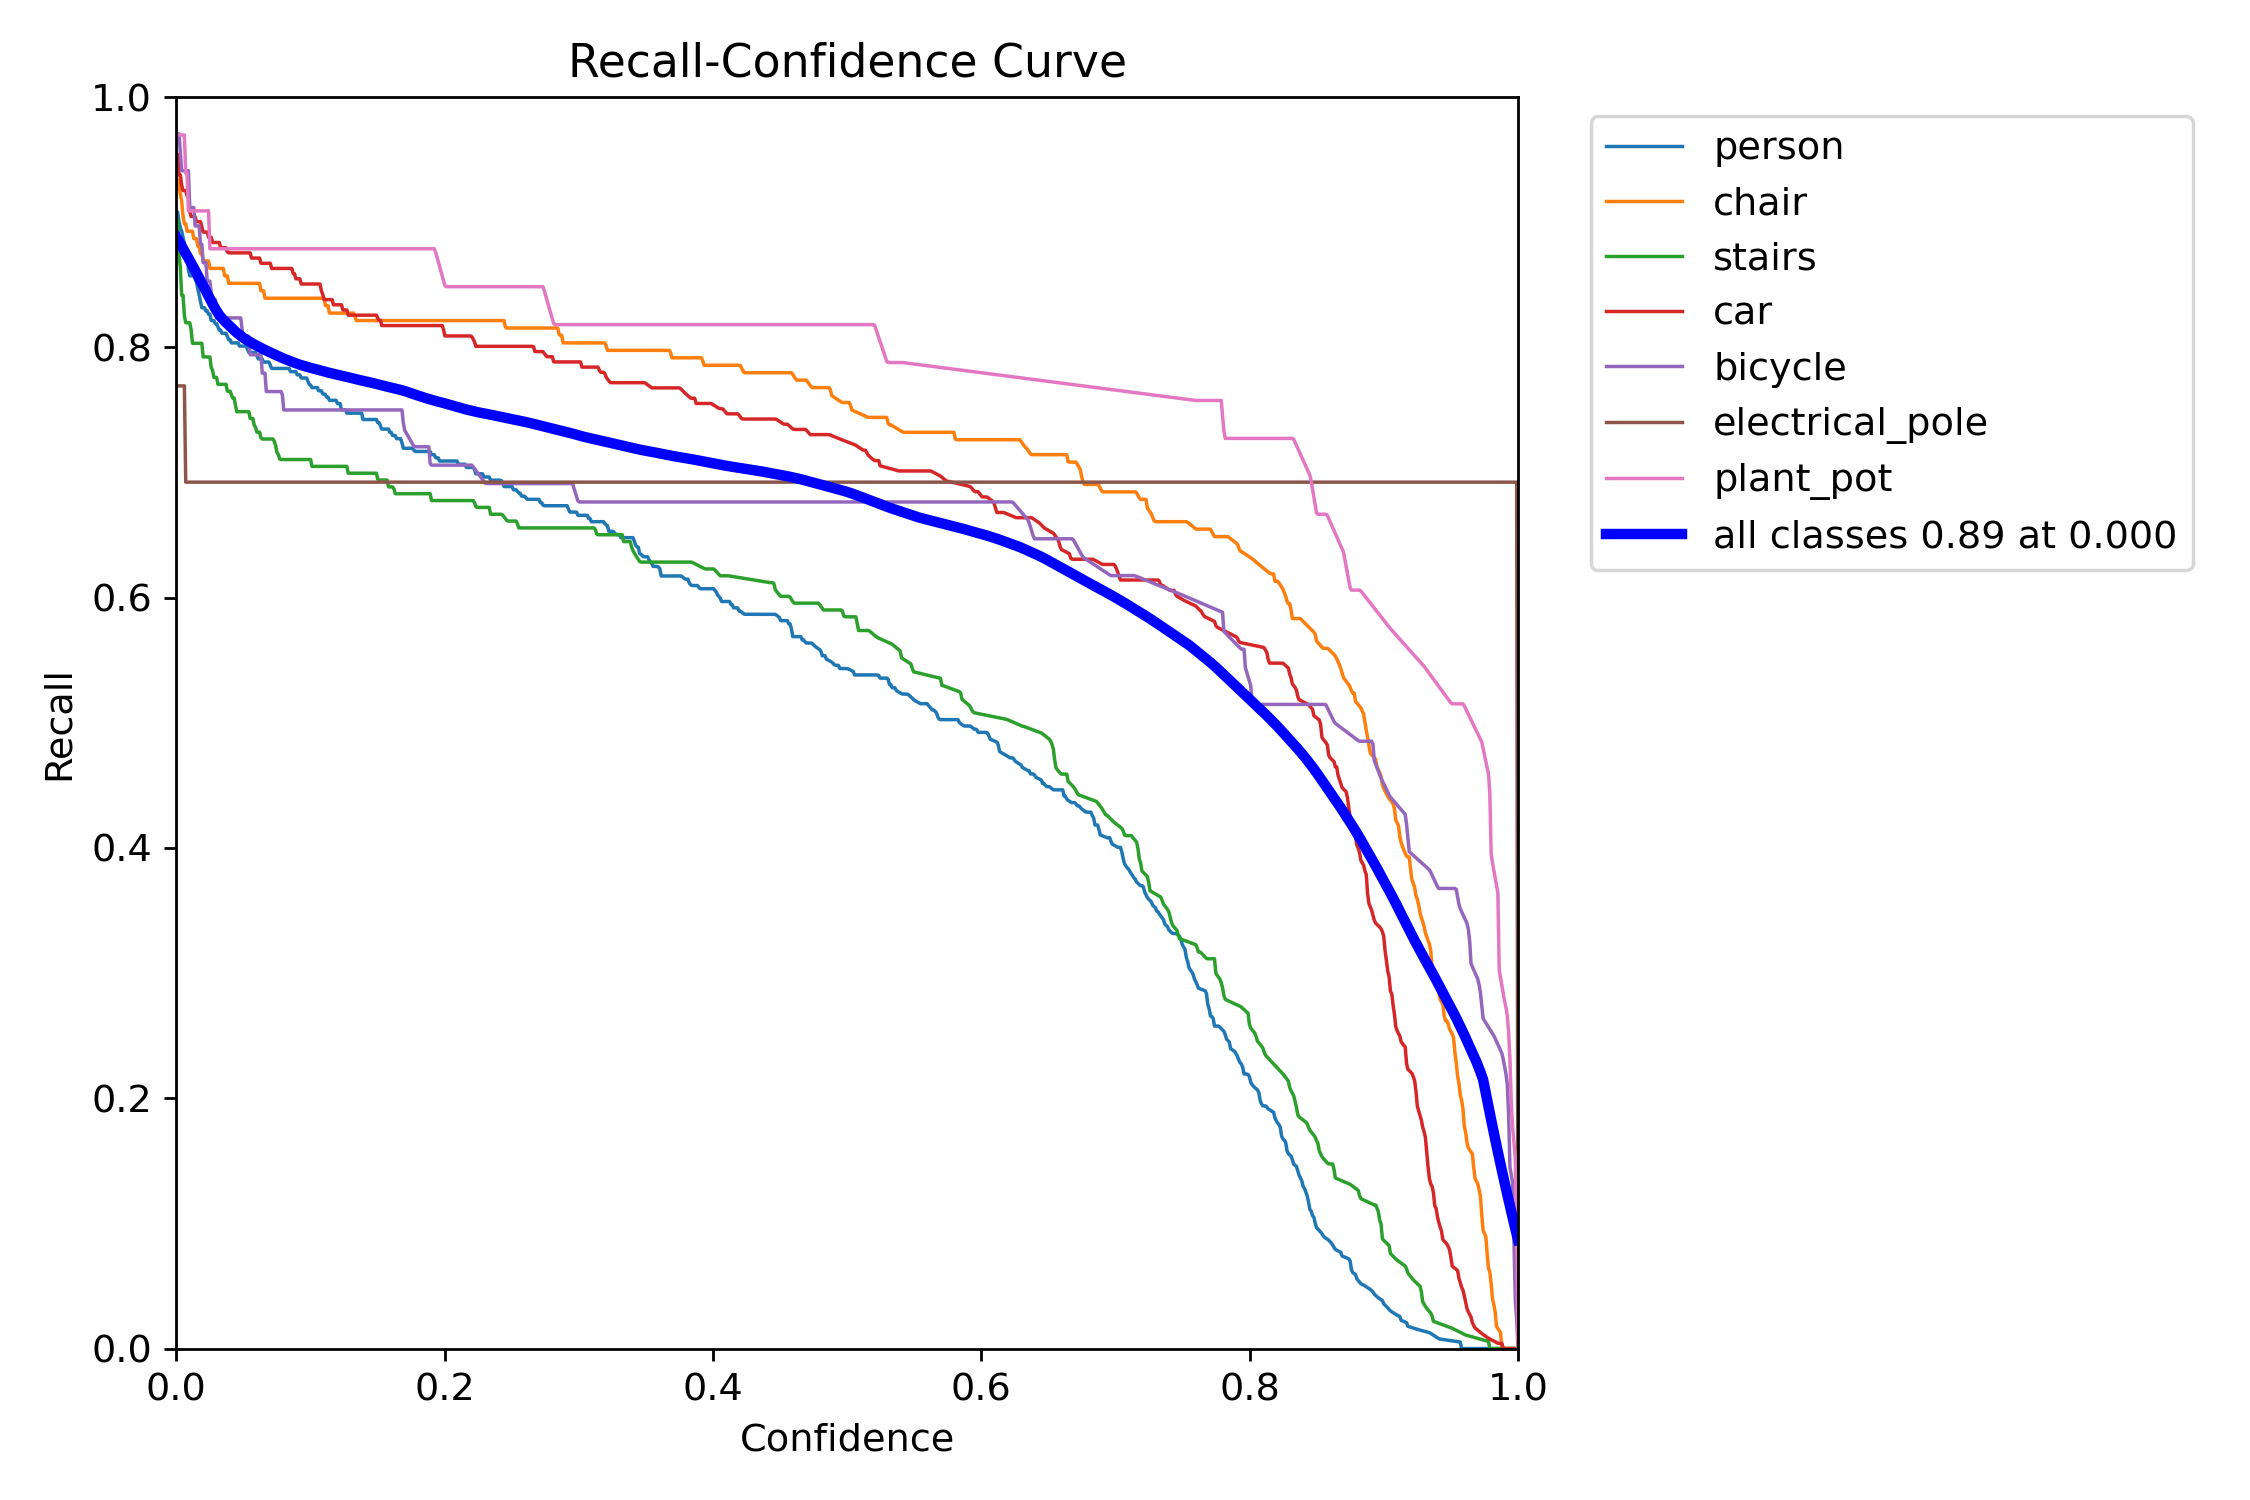 Recall-Confidence Curve
1.0
0.8
0.6
0.4
0.2
0.0
Recall
0.0 0.2 0.4 0.6 0.8 1.0
Confidence
person
chair
stairs
car
bicycle
electrical_pole
plant_pot
all classes 0.89 at 0.000